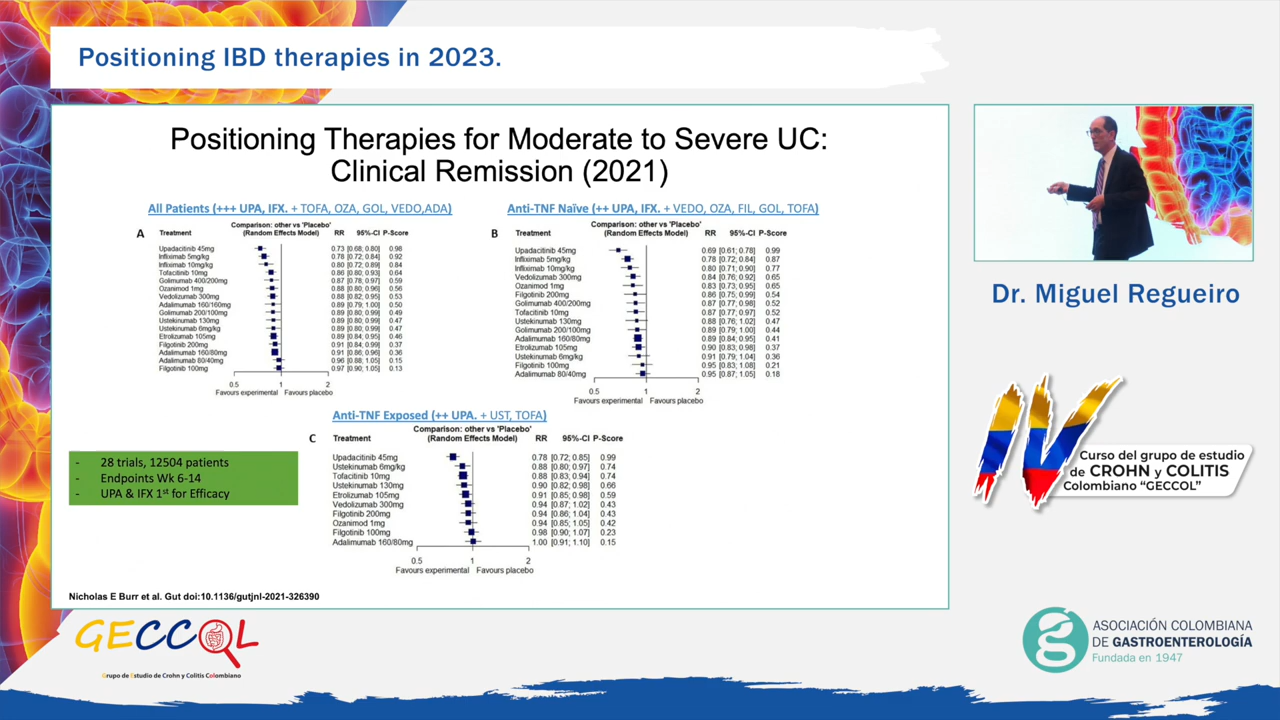 Positioning IBD therapies in 2023.
Positioning Therapies for Moderate to Severe UC:
Clinical Remission (2021)
All Patients (+++ UPA, IFX. + TOFA, OZA, GOL, VEDO,ADA)
A
Comparison: other vs 'Placebo'
Treatment (Random Effects Model) RR 95%-CI P-Score
Upadacitinib 45mg 0.73 [0.68; 0.80] 0.98
Infliximab 5mg/kg 0.78 [0.72; 0.84] 0.92
Infliximab 10mg/kg 0.80 [0.72; 0.89] 0.84
Tofacitinib 10mg 0.86 [0.80; 0.93] 0.64
Golimumab 400/200mg 0.87 [0.78; 0.97] 0.59
Ozanimod 1mg 0.88 [0.80; 0.96] 0.56
Vedolizumab 300mg 0.88 [0.82; 0.95] 0.53
Adalimumab 160/160mg 0.89 [0.79; 1.00] 0.50
Golimumab 200/100mg 0.89 [0.80; 0.99] 0.49
Ustekinumab 130mg 0.89 [0.80; 0.99] 0.47
Ustekinumab 6mg/kg 0.89 [0.80; 0.99] 0.47
Etrolizumab 105mg 0.89 [0.84; 0.95] 0.46
Filgotinib 200mg 0.91 [0.84; 0.99] 0.37
Adalimumab 160/80mg 0.91 [0.86; 0.96] 0.36
Adalimumab 80/40mg 0.96 [0.88; 1.05] 0.15
Filgotinib 100mg 0.97 [0.90; 1.05] 0.13
0.5 1 2
Favours experimental Favours placebo
Anti-TNF Naïve (++ UPA, IFX. + VEDO, OZA, FIL, GOL, TOFA)
B
Comparison: other vs 'Placebo'
Treatment (Random Effects Model) RR 95%-CI P-Score
Upadacitinib 45mg 0.69 [0.61; 0.78] 0.99
Infliximab 5mg/kg 0.78 [0.72; 0.84] 0.87
Infliximab 10mg/kg 0.80 [0.71; 0.90] 0.77
Vedolizumab 300mg 0.84 [0.76; 0.92] 0.65
Ozanimod 1mg 0.83 [0.73; 0.95] 0.65
Filgotinib 200mg 0.86 [0.75; 0.99] 0.54
Golimumab 400/200mg 0.87 [0.77; 0.98] 0.52
Tofacitinib 10mg 0.87 [0.77; 0.97] 0.52
Ustekinumab 130mg 0.88 [0.76; 1.02] 0.47
Golimumab 200/100mg 0.89 [0.79; 1.00] 0.44
Adalimumab 160/80mg 0.89 [0.84; 0.95] 0.41
Etrolizumab 105mg 0.90 [0.83; 0.98] 0.37
Ustekinumab 6mg/kg 0.91 [0.79; 1.04] 0.36
Filgotinib 100mg 0.95 [0.83; 1.08] 0.21
Adalimumab 80/40mg 0.95 [0.87; 1.05] 0.18
0.5 1 2
Favours experimental Favours placebo
Anti-TNF Exposed (++ UPA. + UST, TOFA)
C
Comparison: other vs 'Placebo'
Treatment (Random Effects Model) RR 95%-CI P-Score
Upadacitinib 45mg 0.78 [0.72; 0.85] 0.99
Ustekinumab 6mg/kg 0.88 [0.80; 0.97] 0.74
Tofacitinib 10mg 0.88 [0.83; 0.94] 0.74
Ustekinumab 130mg 0.90 [0.82; 0.98] 0.66
Etrolizumab 105mg 0.91 [0.85; 0.98] 0.59
Vedolizumab 300mg 0.94 [0.87; 1.02] 0.43
Filgotinib 200mg 0.94 [0.86; 1.04] 0.43
Ozanimod 1mg 0.94 [0.85; 1.05] 0.42
Filgotinib 100mg 0.98 [0.90; 1.07] 0.23
Adalimumab 160/80mg 1.00 [0.91; 1.10] 0.15
0.5 1 2
Favours experimental Favours placebo
- 28 trials, 12504 patients
- Endpoints Wk 6-14
- UPA & IFX 1st for Efficacy
Nicholas E Burr et al. Gut doi:10.1136/gutjnl-2021-326390
Dr. Miguel Regueiro
IV
Curso del grupo de estudio
de CROHN y COLITIS
Colombiano “GECCOL”
GECCOL
Grupo de Estudio de Crohn y Colitis Colombiano
ASOCIACIÓN COLOMBIANA
DE GASTROENTEROLOGÍA
Fundada en 1947